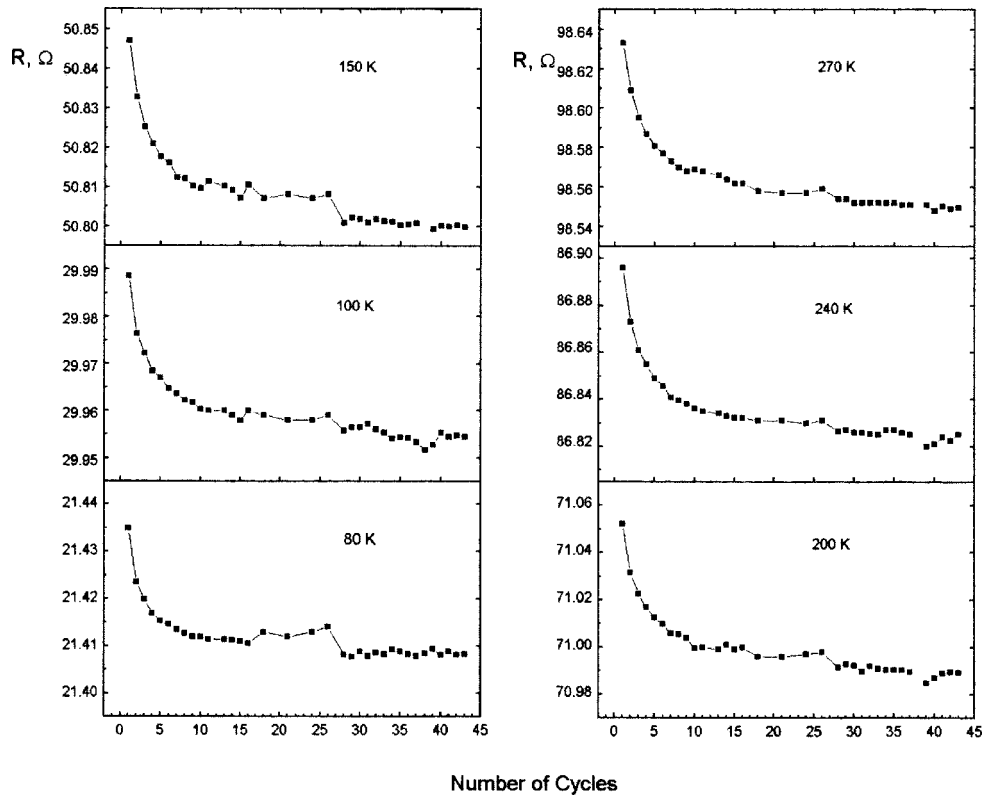 R, Ω
50.85
50.84
50.83
50.82
50.81
50.80
150 K
29.99
29.98
29.97
29.96
29.95
100 K
21.44
21.43
21.42
21.41
21.40
80 K
0 5 10 15 20 25 30 35 40 45
R, Ω
98.64
98.62
98.60
98.58
98.56
98.54
270 K
86.90
86.88
86.86
86.84
86.82
240 K
71.06
71.04
71.02
71.00
70.98
200 K
0 5 10 15 20 25 30 35 40 45
Number of Cycles